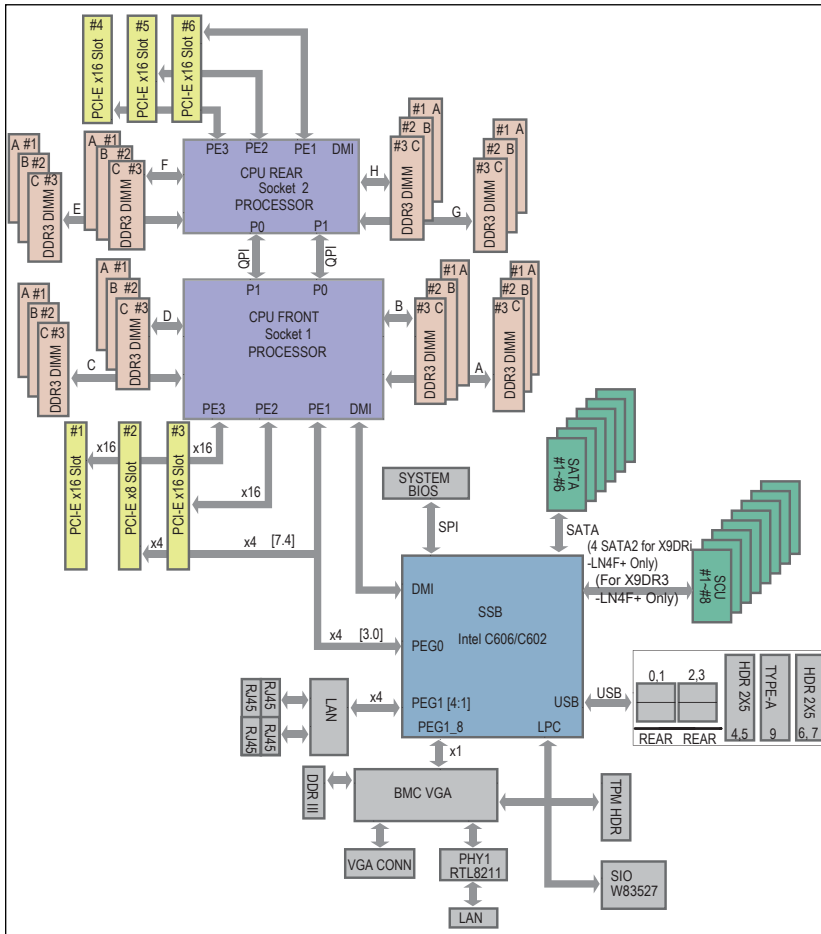 #4
PCI-E x16 Slot
#5
PCI-E x16 Slot
#6
PCI-E x16 Slot
PE3
PE2
PE1
DMI
CPU REAR
Socket 2
PROCESSOR
P0
P1
A #1
B #2
C #3
DDR3 DIMM
E
A #1
B #2
C #3
DDR3 DIMM
F
H
#1 A
#2 B
#3 C
DDR3 DIMM
G
#1 A
#2 B
#3 C
DDR3 DIMM
QPI
QPI
P1
P0
CPU FRONT
Socket 1
PROCESSOR
PE3
PE2
PE1
DMI
A #1
B #2
C #3
DDR3 DIMM
C
A #1
B #2
C #3
DDR3 DIMM
D
B
#1 A
#2 B
#3 C
DDR3 DIMM
A
#1 A
#2 B
#3 C
DDR3 DIMM
#1
PCI-E x16 Slot
#2
PCI-E x8 Slot
#3
PCI-E x16 Slot
x16
x16
x16
x4
x4 [7.4]
x4 [3.0]
SYSTEM
BIOS
SPI
SATA
#1~#6
SATA
(4 SATA2 for X9DRi
-LN4F+ Only)
(For X9DR3
-LN4F+ Only)
SCU
#1~#8
DMI
SSB
Intel C606/C602
PEG0
PEG1 [4:1]
PEG1_8
USB
LPC
x4
LAN
RJ45
RJ45
RJ45
RJ45
USB
0,1
2,3
REAR
REAR
HDR 2X5
4,5
TYPE-A
9
HDR 2X5
6, 7
x1
DDR III
BMC VGA
TPM HDR
VGA CONN
PHY1
RTL8211
LAN
SIO
W83527